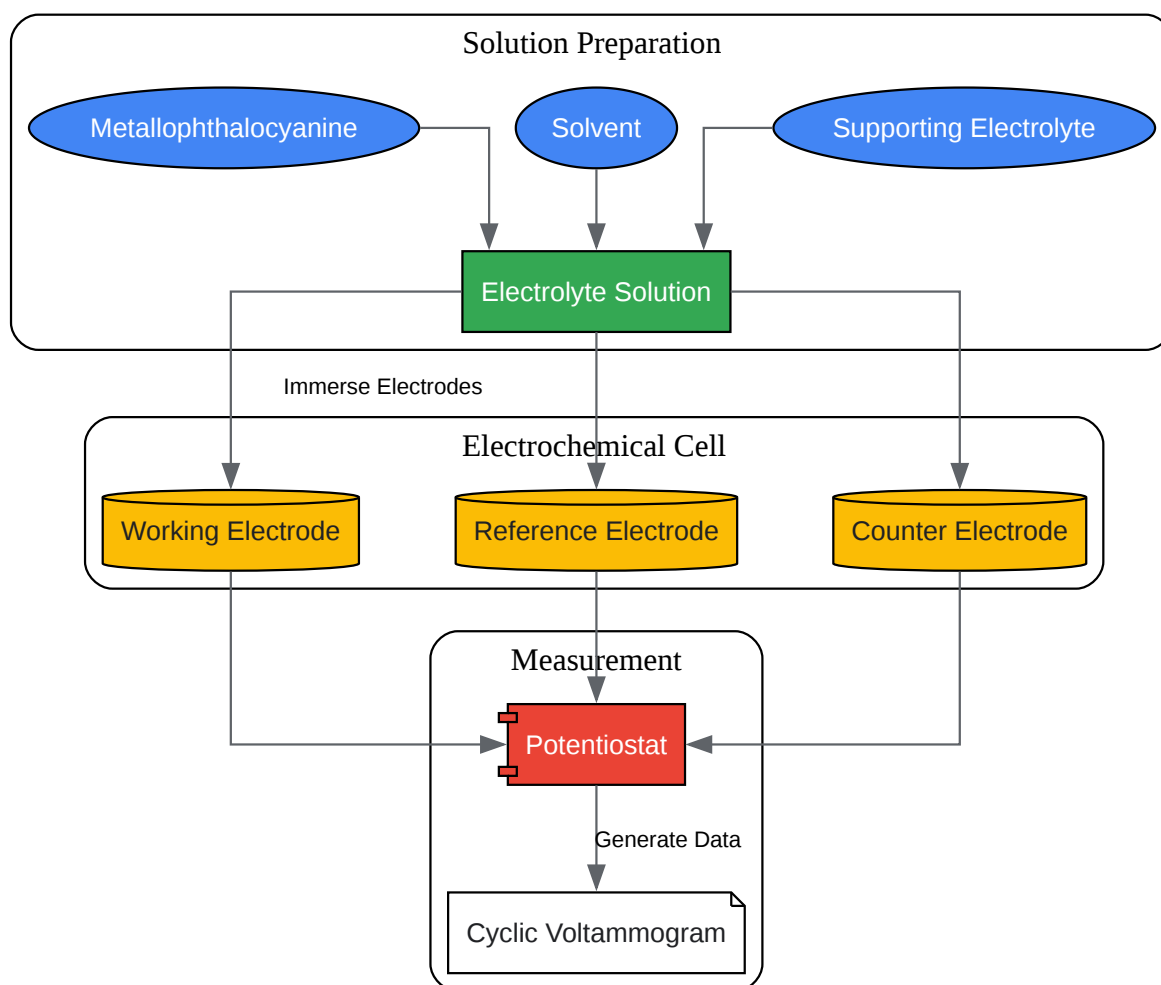 Solution Preparation
Metallophthalocyanine
Solvent
Supporting Electrolyte
Electrolyte Solution
Immerse Electrodes
Electrochemical Cell
Working Electrode
Reference Electrode
Counter Electrode
Measurement
Potentiostat
Generate Data
Cyclic Voltammogram